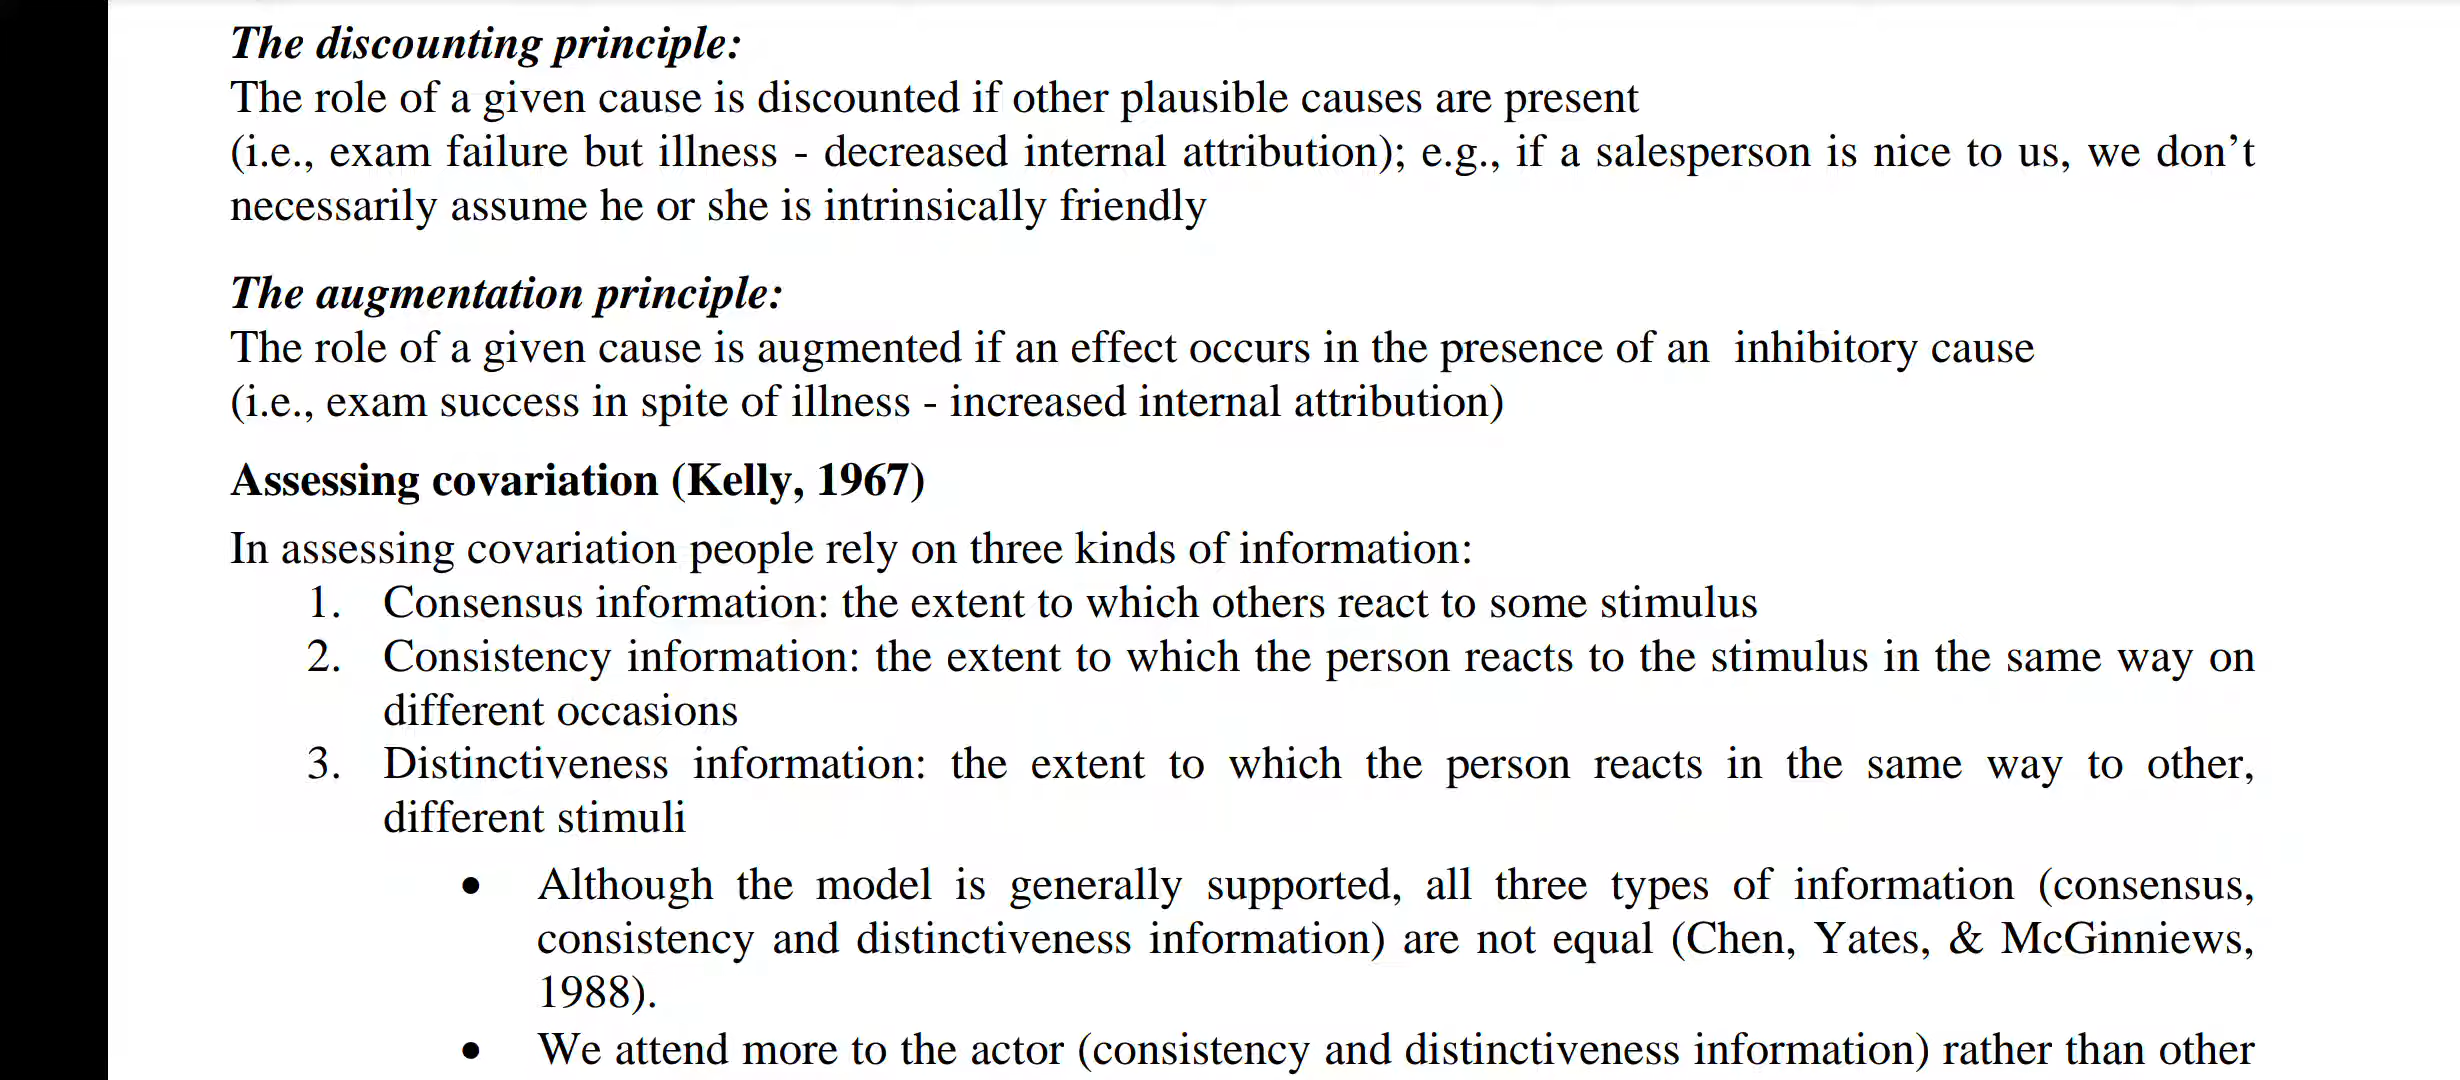 The discounting principle:
The role of a given cause is discounted if other plausible causes are present
(i.e., exam failure but illness - decreased internal attribution); e.g., if a salesperson is nice to us, we don’t
necessarily assume he or she is intrinsically friendly
The augmentation principle:
The role of a given cause is augmented if an effect occurs in the presence of an inhibitory cause
(i.e., exam success in spite of illness - increased internal attribution)
Assessing covariation (Kelly, 1967)
In assessing covariation people rely on three kinds of information:
1. Consensus information: the extent to which others react to some stimulus
2. Consistency information: the extent to which the person reacts to the stimulus in the same way on
different occasions
3. Distinctiveness information: the extent to which the person reacts in the same way to other,
different stimuli
• Although the model is generally supported, all three types of information (consensus,
consistency and distinctiveness information) are not equal (Chen, Yates, & McGinniews,
1988).
• We attend more to the actor (consistency and distinctiveness information) rather than other